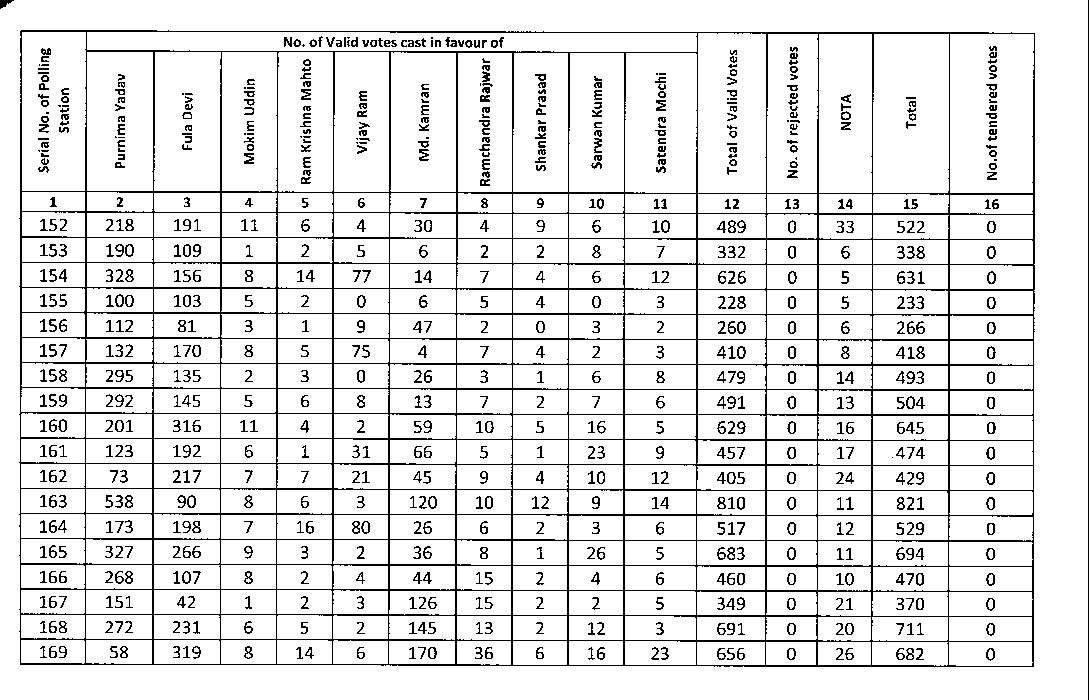 No. of Valid votes cast in favour of
Serial No. of Polling Station | Purnima Yadav | Fula Devi | Mokim Uddin | Ram Krishna Mahto | Vijay Ram | Md. Kamran | Ramchandra Rajwar | Shankar Prasad | Sarwan Kumar | Satendra Mochi | Total of Valid Votes | No. of rejected votes | NOTA | Total | No.of tendered votes
1 2 3 4 5 6 7 8 9 10 11 12 13 14 15 16
152 218 191 11 6 4 30 4 9 6 10 489 0 33 522 0
153 190 109 1 2 5 6 2 2 8 7 332 0 6 338 0
154 328 156 8 14 77 14 7 4 6 12 626 0 5 631 0
155 100 103 5 2 0 6 5 4 0 3 228 0 5 233 0
156 112 81 3 1 9 47 2 0 3 2 260 0 6 266 0
157 132 170 8 5 75 4 7 4 2 3 410 0 8 418 0
158 295 135 2 3 0 26 3 1 6 8 479 0 14 493 0
159 292 145 5 6 8 13 7 2 7 6 491 0 13 504 0
160 201 316 11 4 2 59 10 5 16 5 629 0 16 645 0
161 123 192 6 1 31 66 5 1 23 9 457 0 17 474 0
162 73 217 7 7 21 45 9 4 10 12 405 0 24 429 0
163 538 90 8 6 3 120 10 12 9 14 810 0 11 821 0
164 173 198 7 16 80 26 6 2 3 6 517 0 12 529 0
165 327 266 9 3 2 36 8 1 26 5 683 0 11 694 0
166 268 107 8 2 4 44 15 2 4 6 460 0 10 470 0
167 151 42 1 2 3 126 15 2 2 5 349 0 21 370 0
168 272 231 6 5 2 145 13 2 12 3 691 0 20 711 0
169 58 319 8 14 6 170 36 6 16 23 656 0 26 682 0